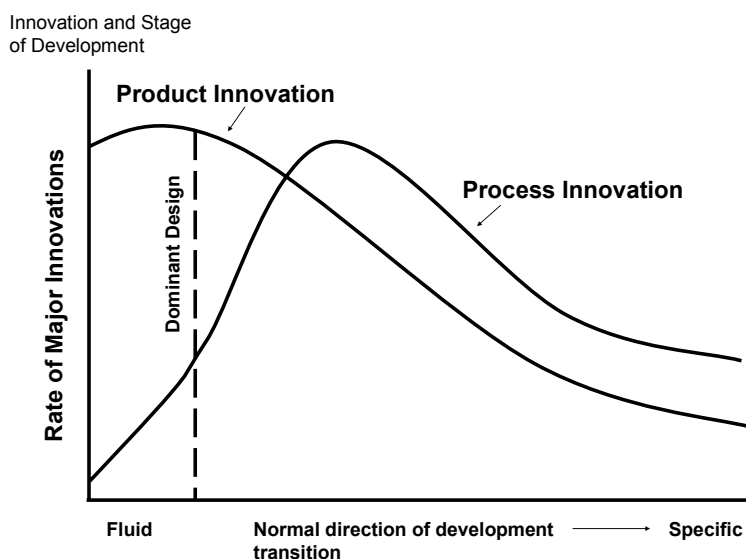 Innovation and Stage
of Development
Product Innovation
Process Innovation
Dominant Design
Rate of Major Innovations
Fluid
Normal direction of development
transition
Specific